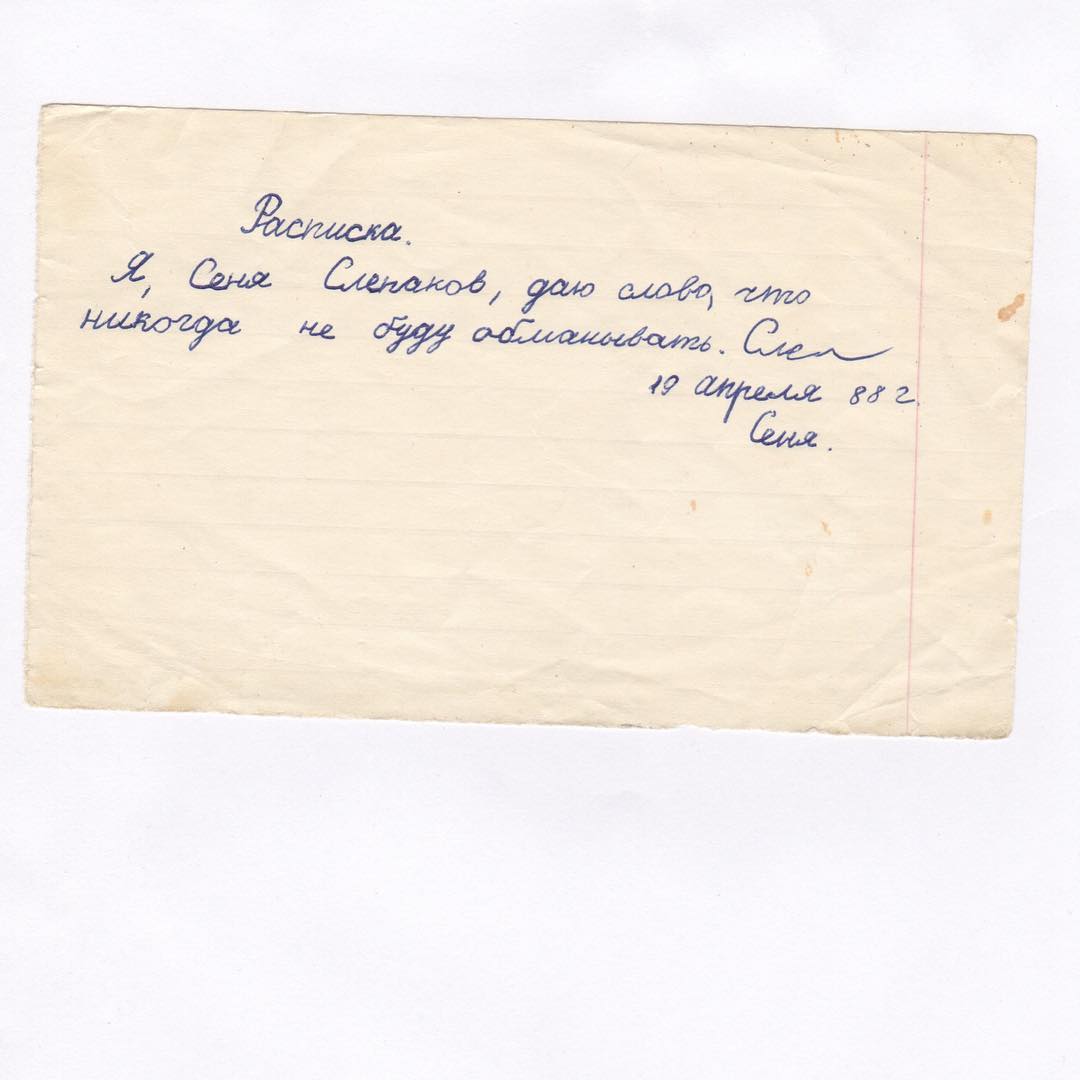 Расписка.
Я, Сеня Слепаков, даю слово, что
никогда не буду обманывать. Слеп
19 апреля 88 г.
Сеня.